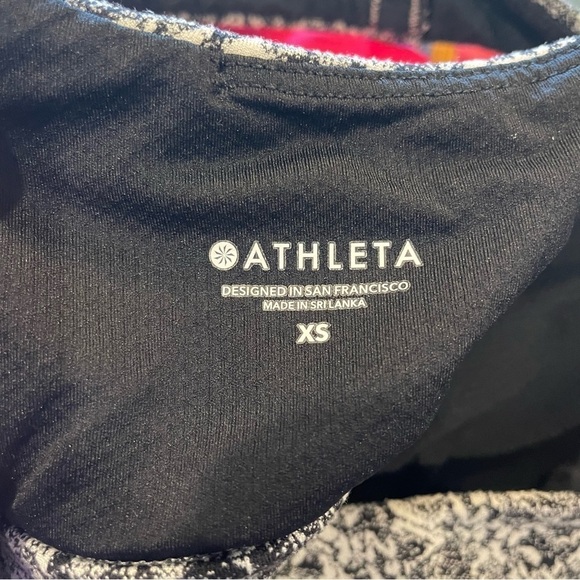 ATHLETA
DESIGNED IN SAN FRANCISCO
MADE IN SRI LANKA
XS